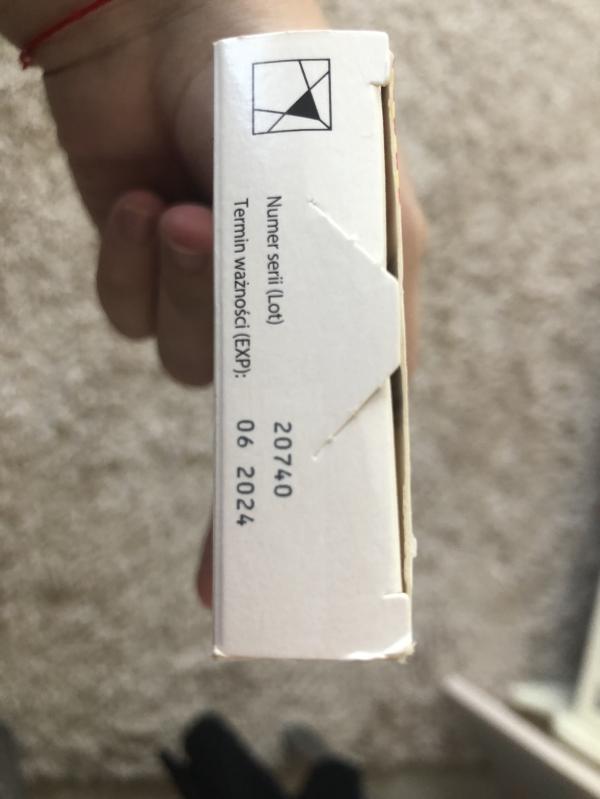 Numer serii (Lot) 20740
Termin ważności (EXP): 06 2024